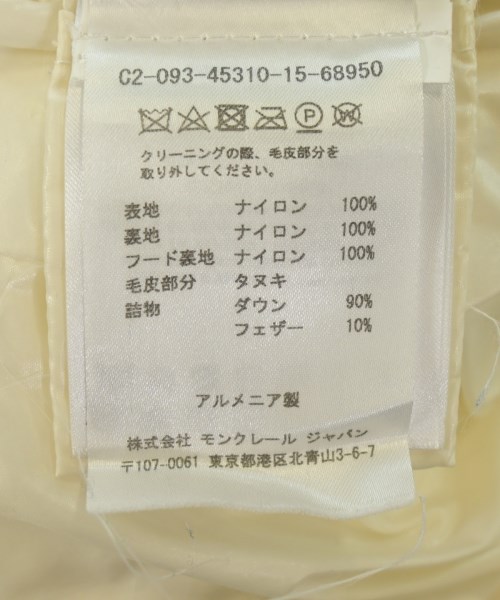 C2-093-45310-15-68950
P W
クリーニングの際、毛皮部分を
取り外してください。
表地 ナイロン 100%
裏地 ナイロン 100%
フード裏地 ナイロン 100%
毛皮部分 タヌキ
詰物 ダウン 90%
フェザー 10%
アルメニア製
株式会社 モンクレール ジャパン
〒107-0061 東京都港区北青山3-6-7